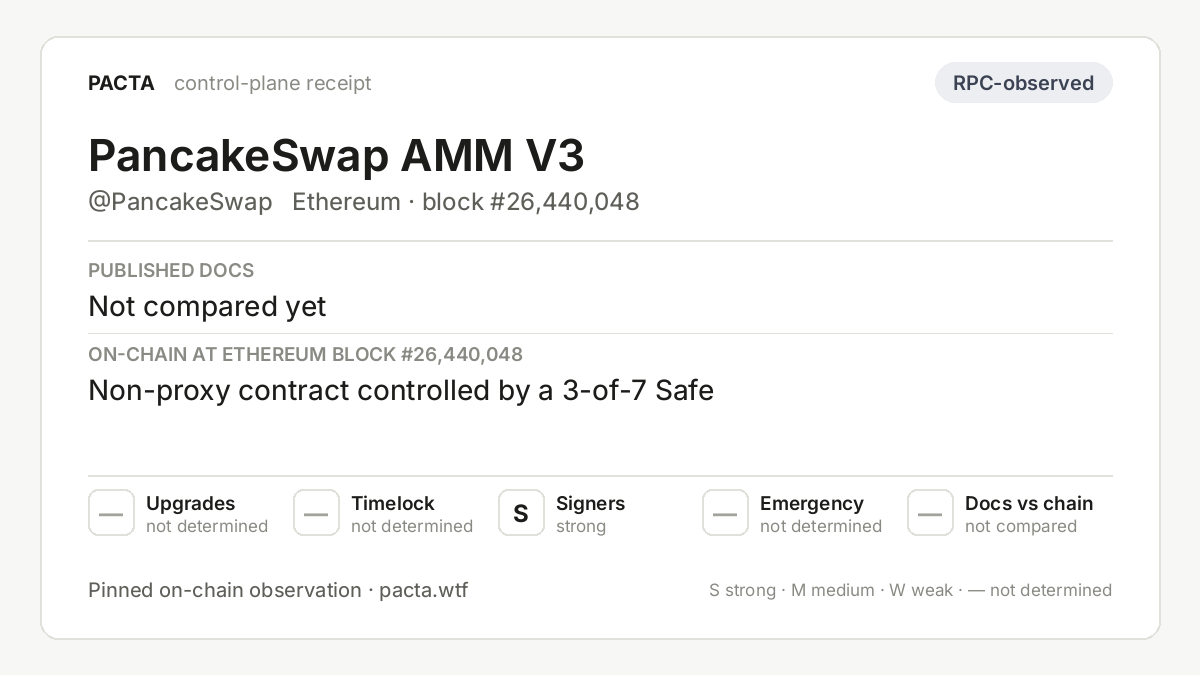 PACTA control-plane receipt
RPC-observed
PancakeSwap AMM V3
@PancakeSwap Ethereum · block #26,440,048
PUBLISHED DOCS
Not compared yet
ON-CHAIN AT ETHEREUM BLOCK #26,440,048
Non-proxy contract controlled by a 3-of-7 Safe
— Upgrades
not determined
— Timelock
not determined
S Signers
strong
— Emergency
not determined
— Docs vs chain
not compared
Pinned on-chain observation · pacta.wtf
S strong · M medium · W weak · — not determined